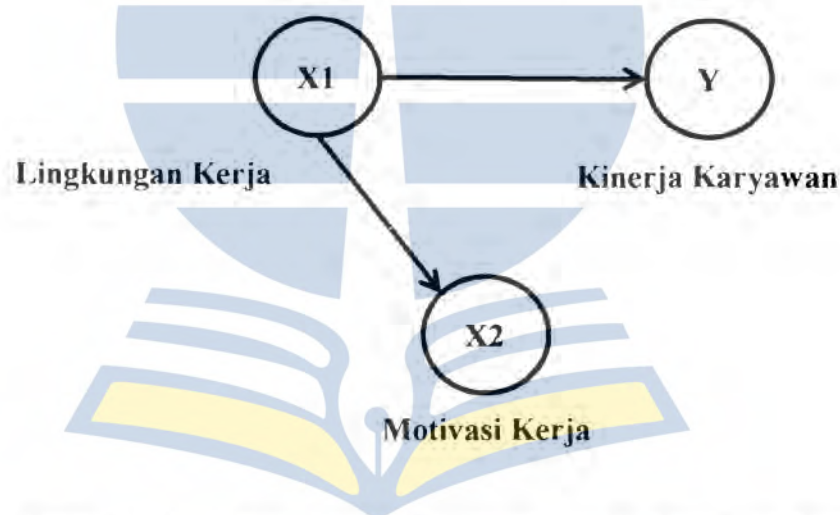 X1
Y
Lingkungan Kerja
Kinerja Karyawan
X2
Motivasi Kerja